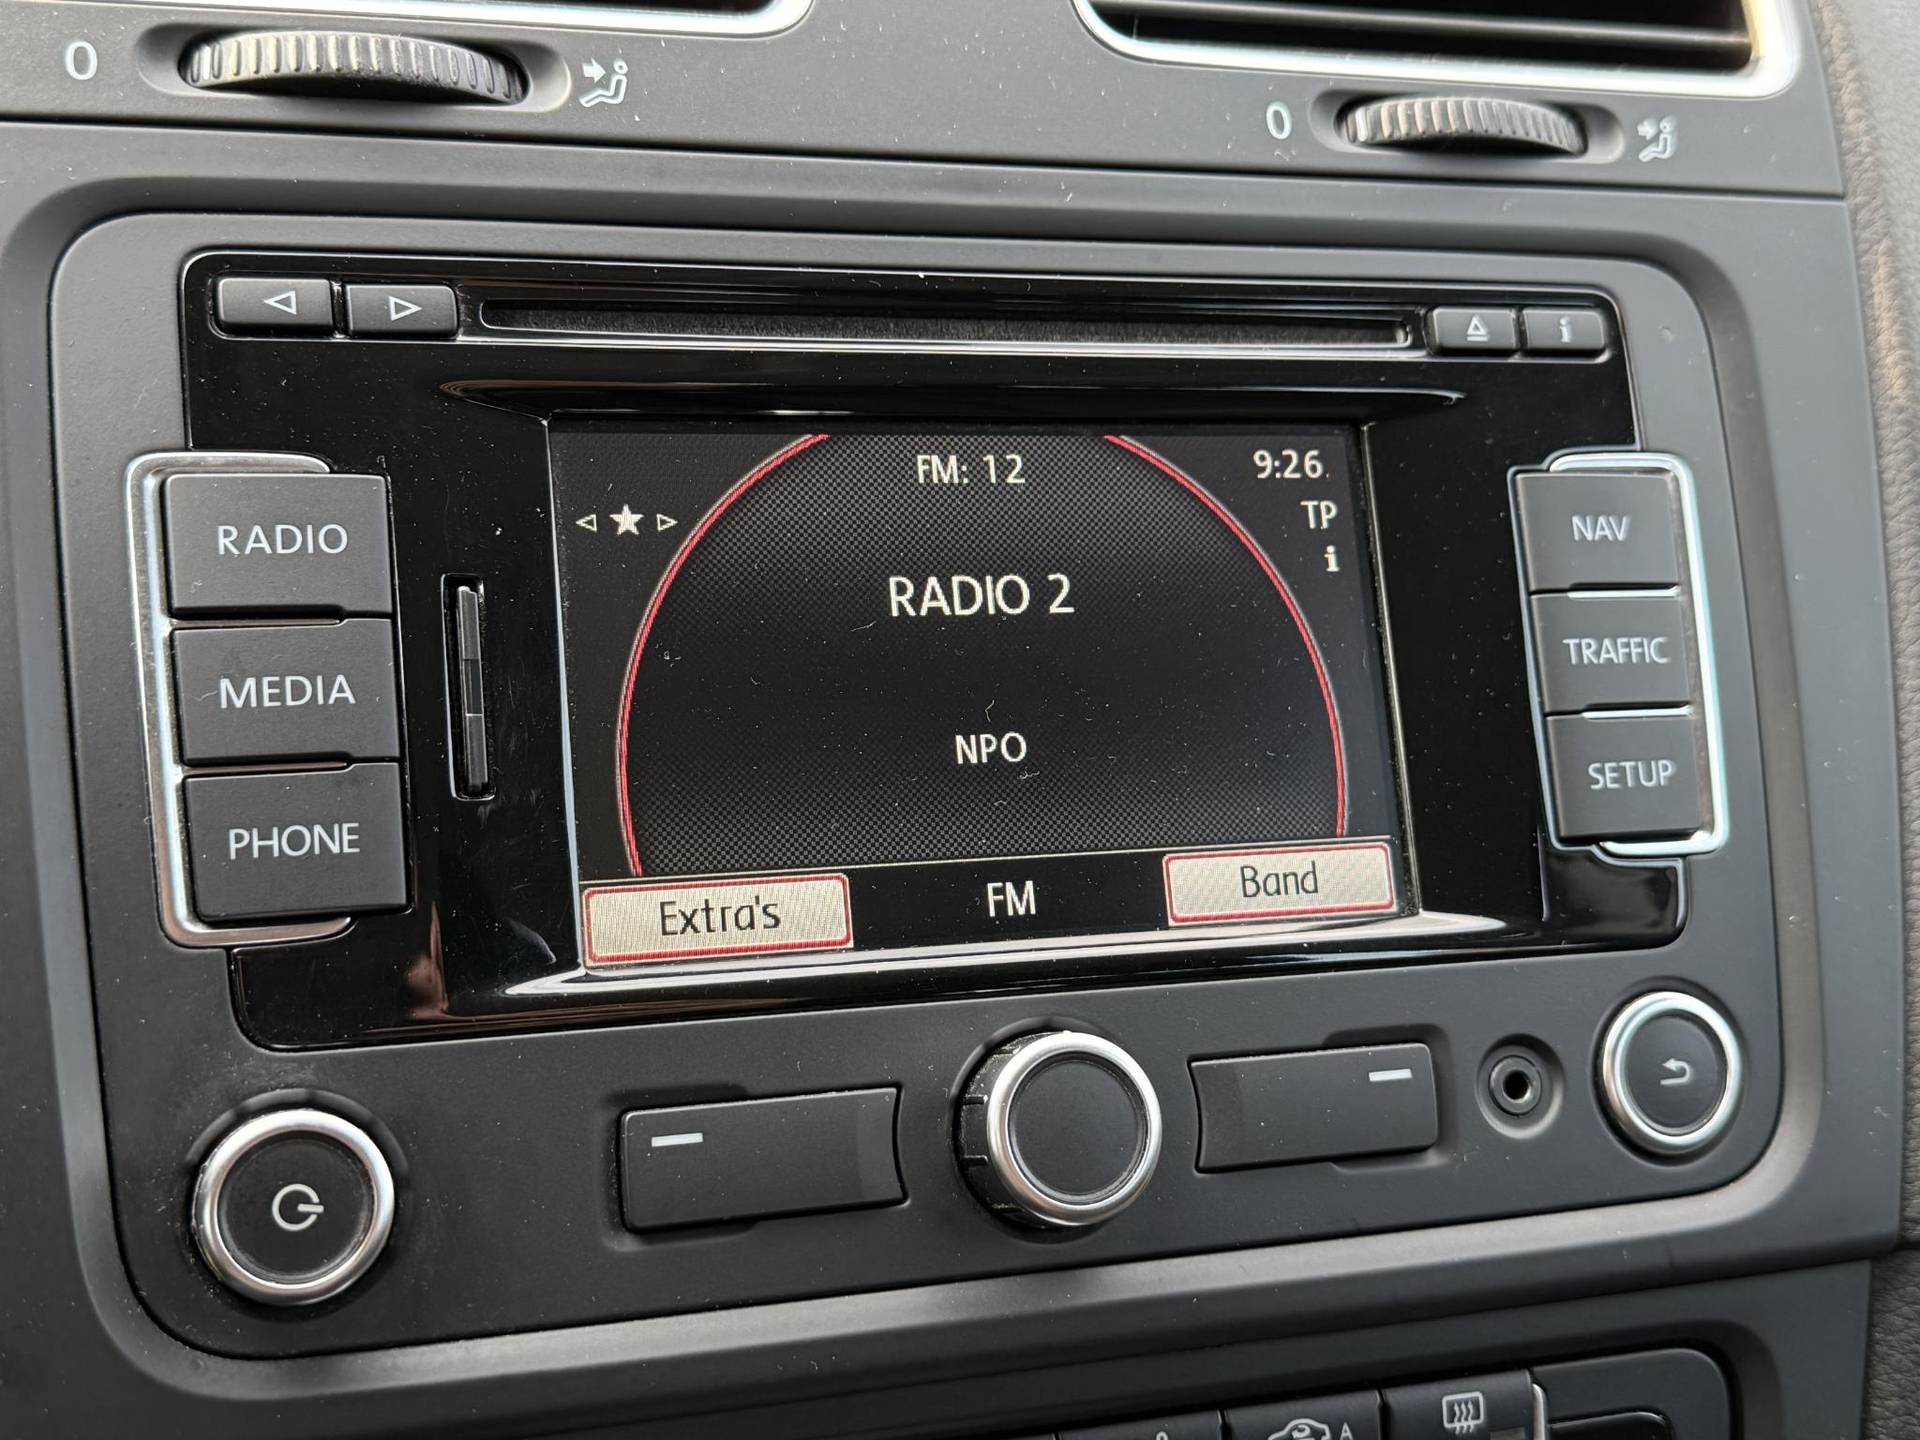 0
0
i
RADIO
MEDIA
PHONE
FM: 12
9:26
TP
i
RADIO 2
NPO
Extra's
FM
Band
NAV
TRAFFIC
SETUP
A